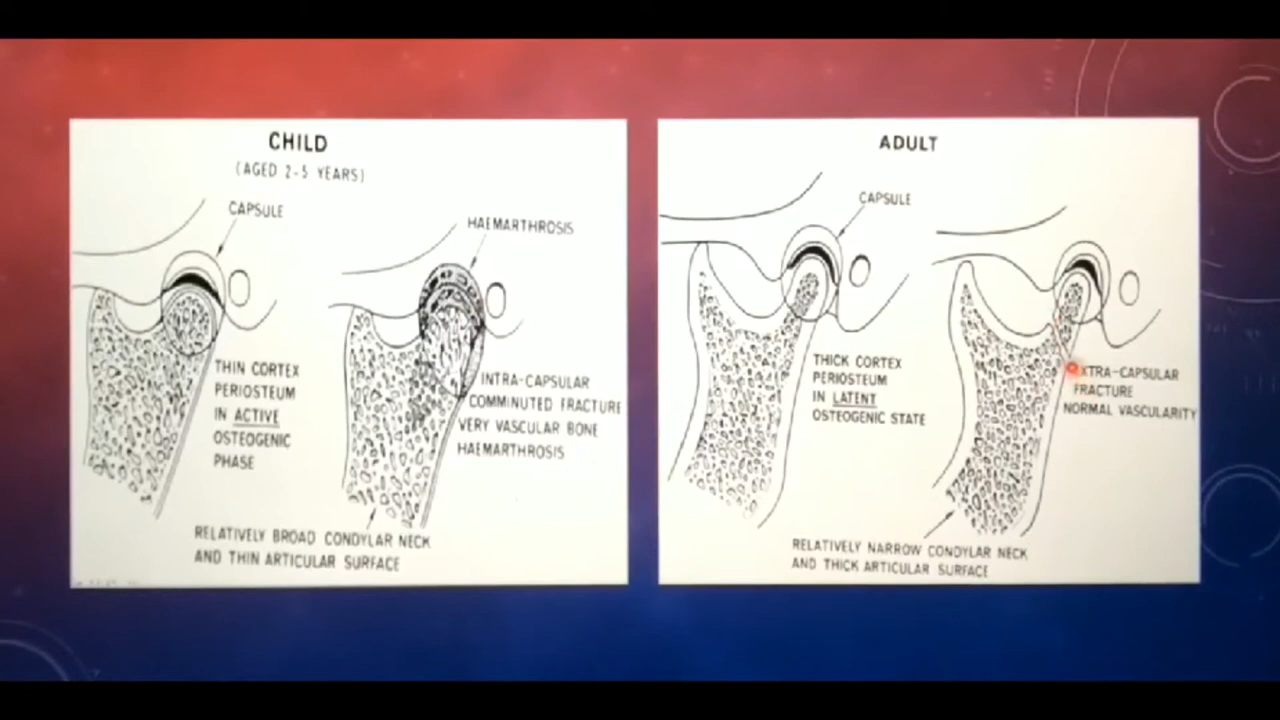 CHILD
(AGED 2-5 YEARS)
CAPSULE
HAEMARTHROSIS
THIN CORTEX
PERIOSTEUM
IN ACTIVE
OSTEOGENIC
PHASE
INTRA-CAPSULAR
COMMINUTED FRACTURE
VERY VASCULAR BONE
HAEMARTHROSIS
RELATIVELY BROAD CONDYLAR NECK
AND THIN ARTICULAR SURFACE
ADULT
CAPSULE
THICK CORTEX
PERIOSTEUM
IN LATENT
OSTEOGENIC STATE
EXTRA-CAPSULAR
FRACTURE
NORMAL VASCULARITY
RELATIVELY NARROW CONDYLAR NECK
AND THICK ARTICULAR SURFACE